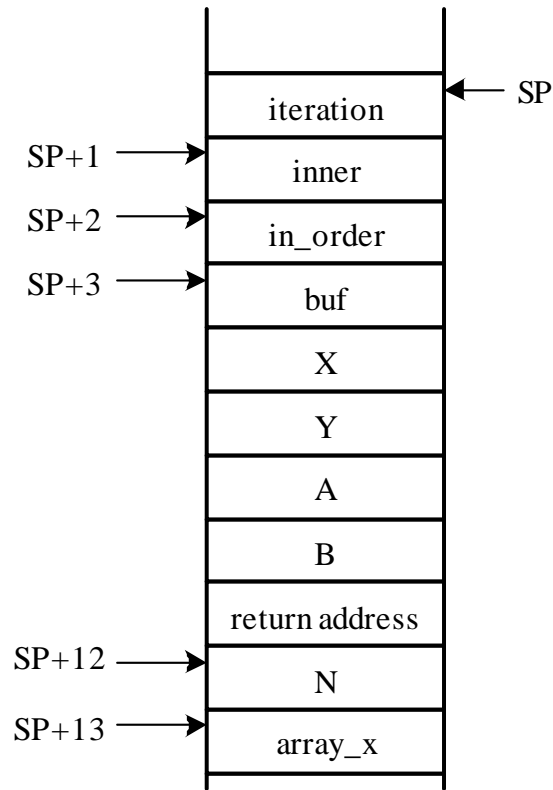 SP
iteration
SP+1
inner
SP+2
in_order
SP+3
buf
X
Y
A
B
return address
SP+12
N
SP+13
array_x